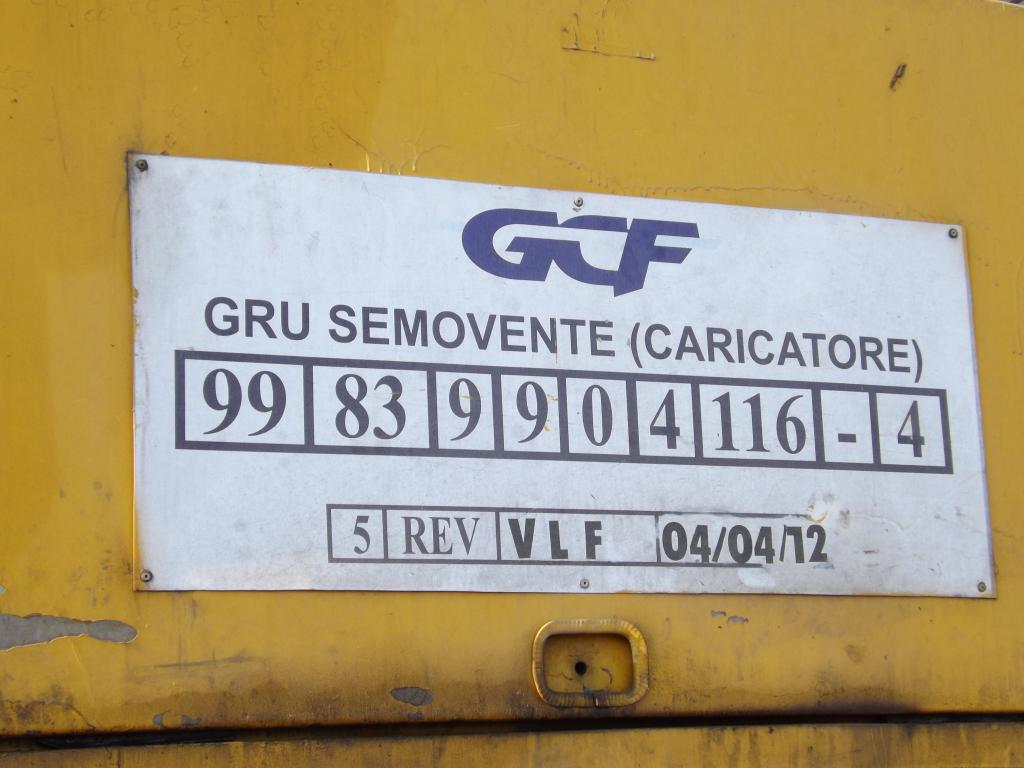 GCF
GRU SEMOVENTE (CARICATORE)
99 83 9 9 0 4 116 - 4
5 REV VLF 04/04/12